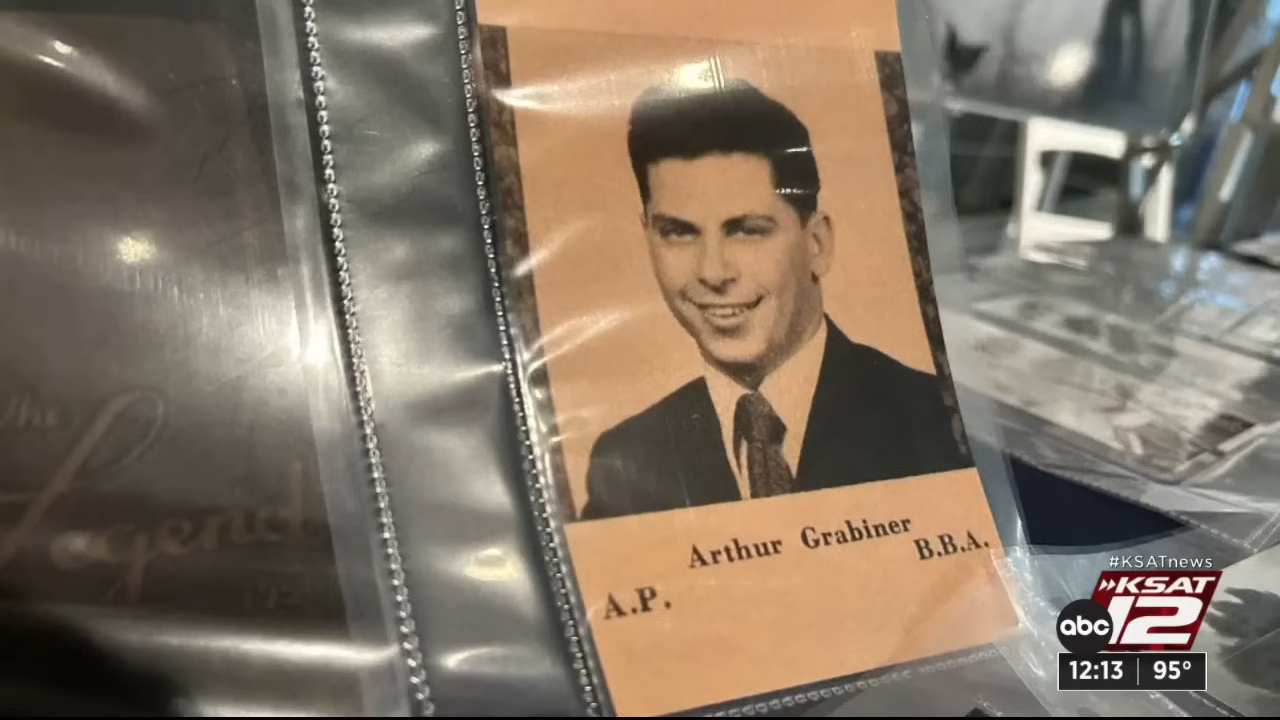 The
Legend
Arthur Grabiner
B.B.A.
A.P.
#KSATnews
KSAT
abc 12
12:13 95°